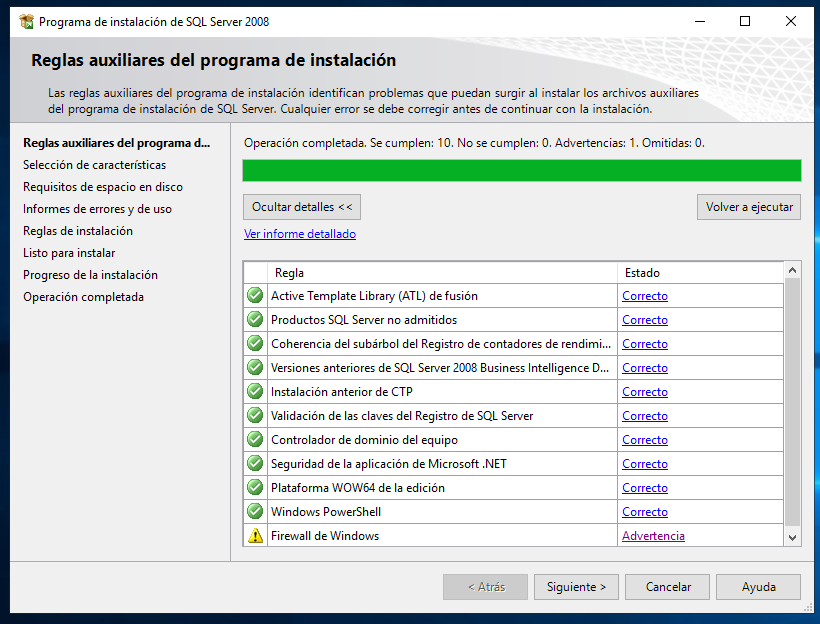 Programa de instalación de SQL Server 2008
Reglas auxiliares del programa de instalación
Las reglas auxiliares del programa de instalación identifican problemas que puedan surgir al instalar los archivos auxiliares
del programa de instalación de SQL Server. Cualquier error se debe corregir antes de continuar con la instalación.
Reglas auxiliares del programa d...
Selección de características
Requisitos de espacio en disco
Informes de errores y de uso
Reglas de instalación
Listo para instalar
Progreso de la instalación
Operación completada
Operación completada. Se cumplen: 10. No se cumplen: 0. Advertencias: 1. Omitidas: 0.
Ocultar detalles <<
Volver a ejecutar
Ver informe detallado
Regla Estado
Active Template Library (ATL) de fusión Correcto
Productos SQL Server no admitidos Correcto
Coherencia del subárbol del Registro de contadores de rendimi... Correcto
Versiones anteriores de SQL Server 2008 Business Intelligence D... Correcto
Instalación anterior de CTP Correcto
Validación de las claves del Registro de SQL Server Correcto
Controlador de dominio del equipo Correcto
Seguridad de la aplicación de Microsoft .NET Correcto
Plataforma WOW64 de la edición Correcto
Windows PowerShell Correcto
Firewall de Windows Advertencia
< Atrás Siguiente > Cancelar Ayuda